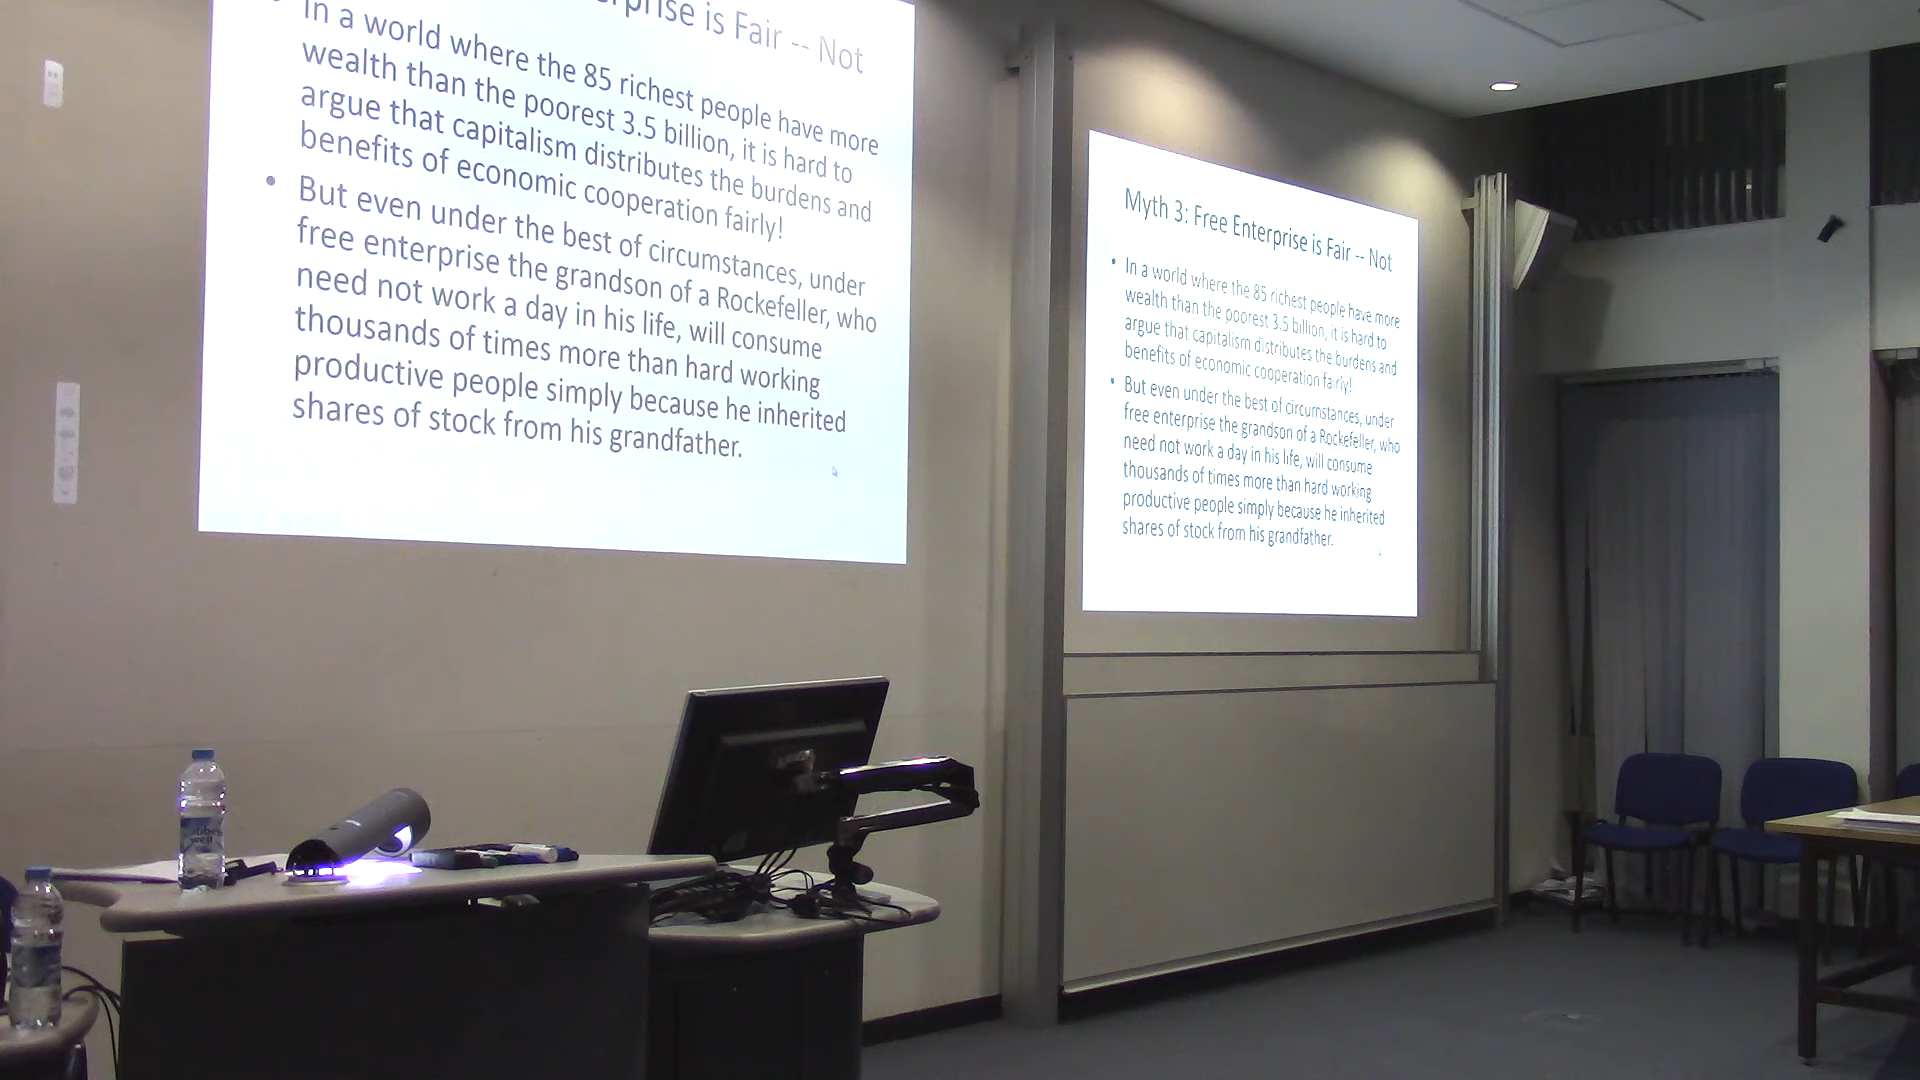 rprise is Fair -- Not
In a world where the 85 richest people have more
wealth than the poorest 3.5 billion, it is hard to
argue that capitalism distributes the burdens and
benefits of economic cooperation fairly!
• But even under the best of circumstances, under
free enterprise the grandson of a Rockefeller, who
need not work a day in his life, will consume
thousands of times more than hard working
productive people simply because he inherited
shares of stock from his grandfather.
Myth 3: Free Enterprise is Fair -- Not
• In a world where the 85 richest people have more
wealth than the poorest 3.5 billion, it is hard to
argue that capitalism distributes the burdens and
benefits of economic cooperation fairly!
• But even under the best of circumstances, under
free enterprise the grandson of a Rockefeller, who
need not work a day in his life, will consume
thousands of times more than hard working
productive people simply because he inherited
shares of stock from his grandfather.
well